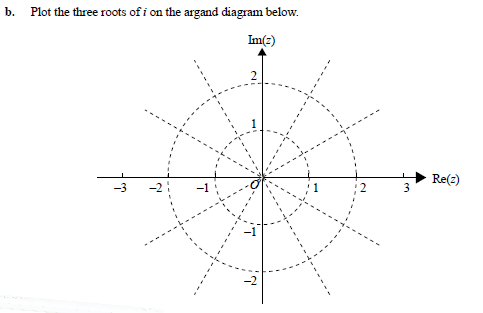 b. Plot the three roots of i on the argand diagram below.
Im(z)
2
1
-3 -2 -1 O 1 2 3 Re(z)
-1
-2